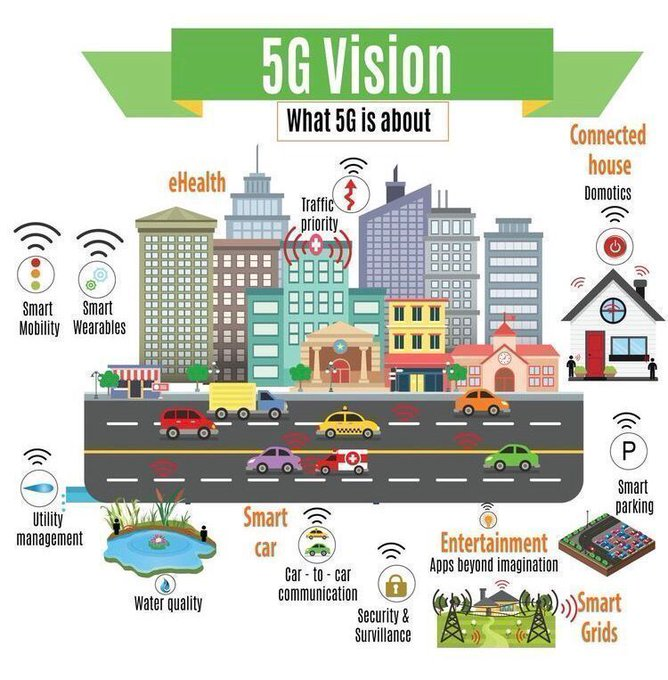 5G Vision
What 5G is about
Connected
house
Domotics
eHealth
Traffic
priority
Smart
Mobility
Smart
Wearables
P
Smart
parking
Utility
management
Water quality
Smart
car
Car - to - car
communication
Security &
Survillance
Entertainment
Apps beyond imagination
Smart
Grids